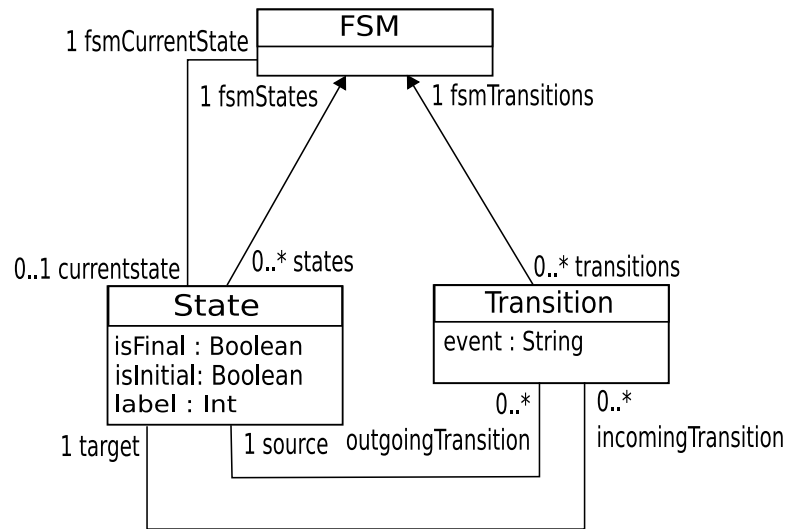 FSM
1 fsmCurrentState
1 fsmStates
1 fsmTransitions
0..1 currentstate
0..* states
0..* transitions
State
isFinal : Boolean
isInitial: Boolean
label : Int
Transition
event : String
1 target
1 source
0..*
outgoingTransition
0..*
incomingTransition